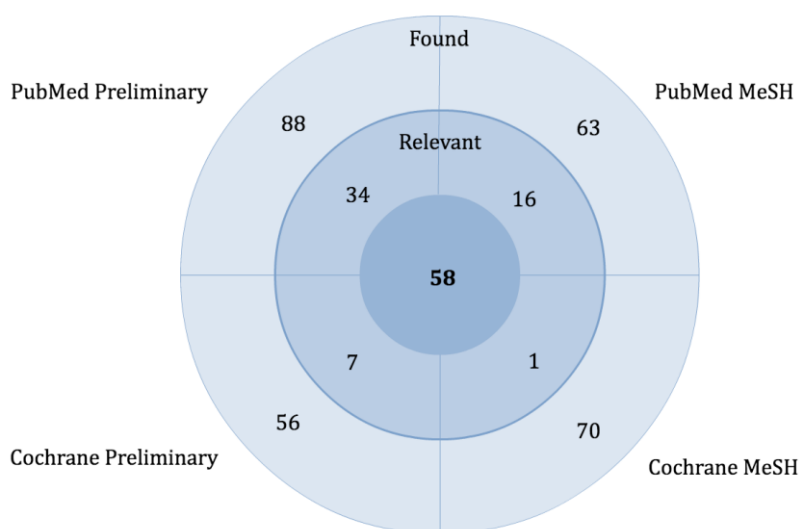 Found
PubMed Preliminary
PubMed MeSH
88
63
Relevant
34
16
58
7
1
56
70
Cochrane Preliminary
Cochrane MeSH